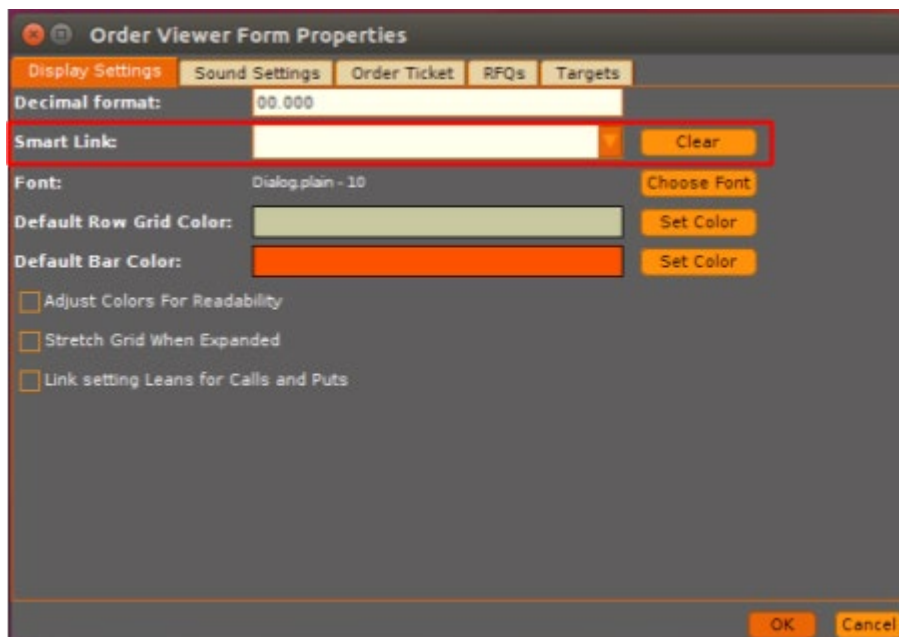 Order Viewer Form Properties
Display Settings Sound Settings Order Ticket RFQs Targets
Decimal format: 00.000
Smart Link: Clear
Font: Dialog.plain - 10 Choose Font
Default Row Grid Color: Set Color
Default Bar Color: Set Color
Adjust Colors For Readability
Stretch Grid When Expanded
Link setting Leans for Calls and Puts
OK Cancel